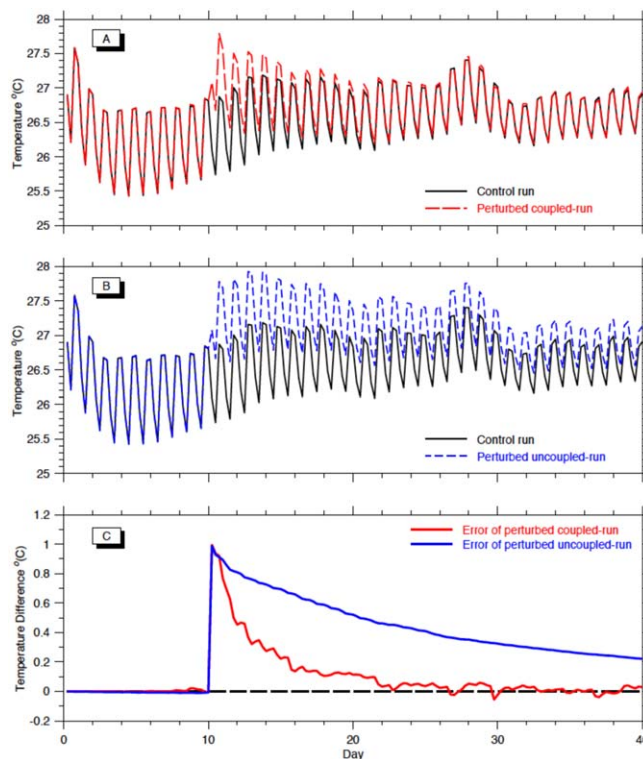 28
27.5
27
26.5
26
25.5
25
Temperature °(C)
A
Control run
Perturbed coupled-run
28
27.5
27
26.5
26
25.5
25
Temperature °(C)
B
Control run
Perturbed uncoupled-run
1.2
1
0.8
0.6
0.4
0.2
0
-0.2
Temperature Difference °(C)
C
Error of perturbed coupled-run
Error of perturbed uncoupled-run
0 10 20 30 40
Day